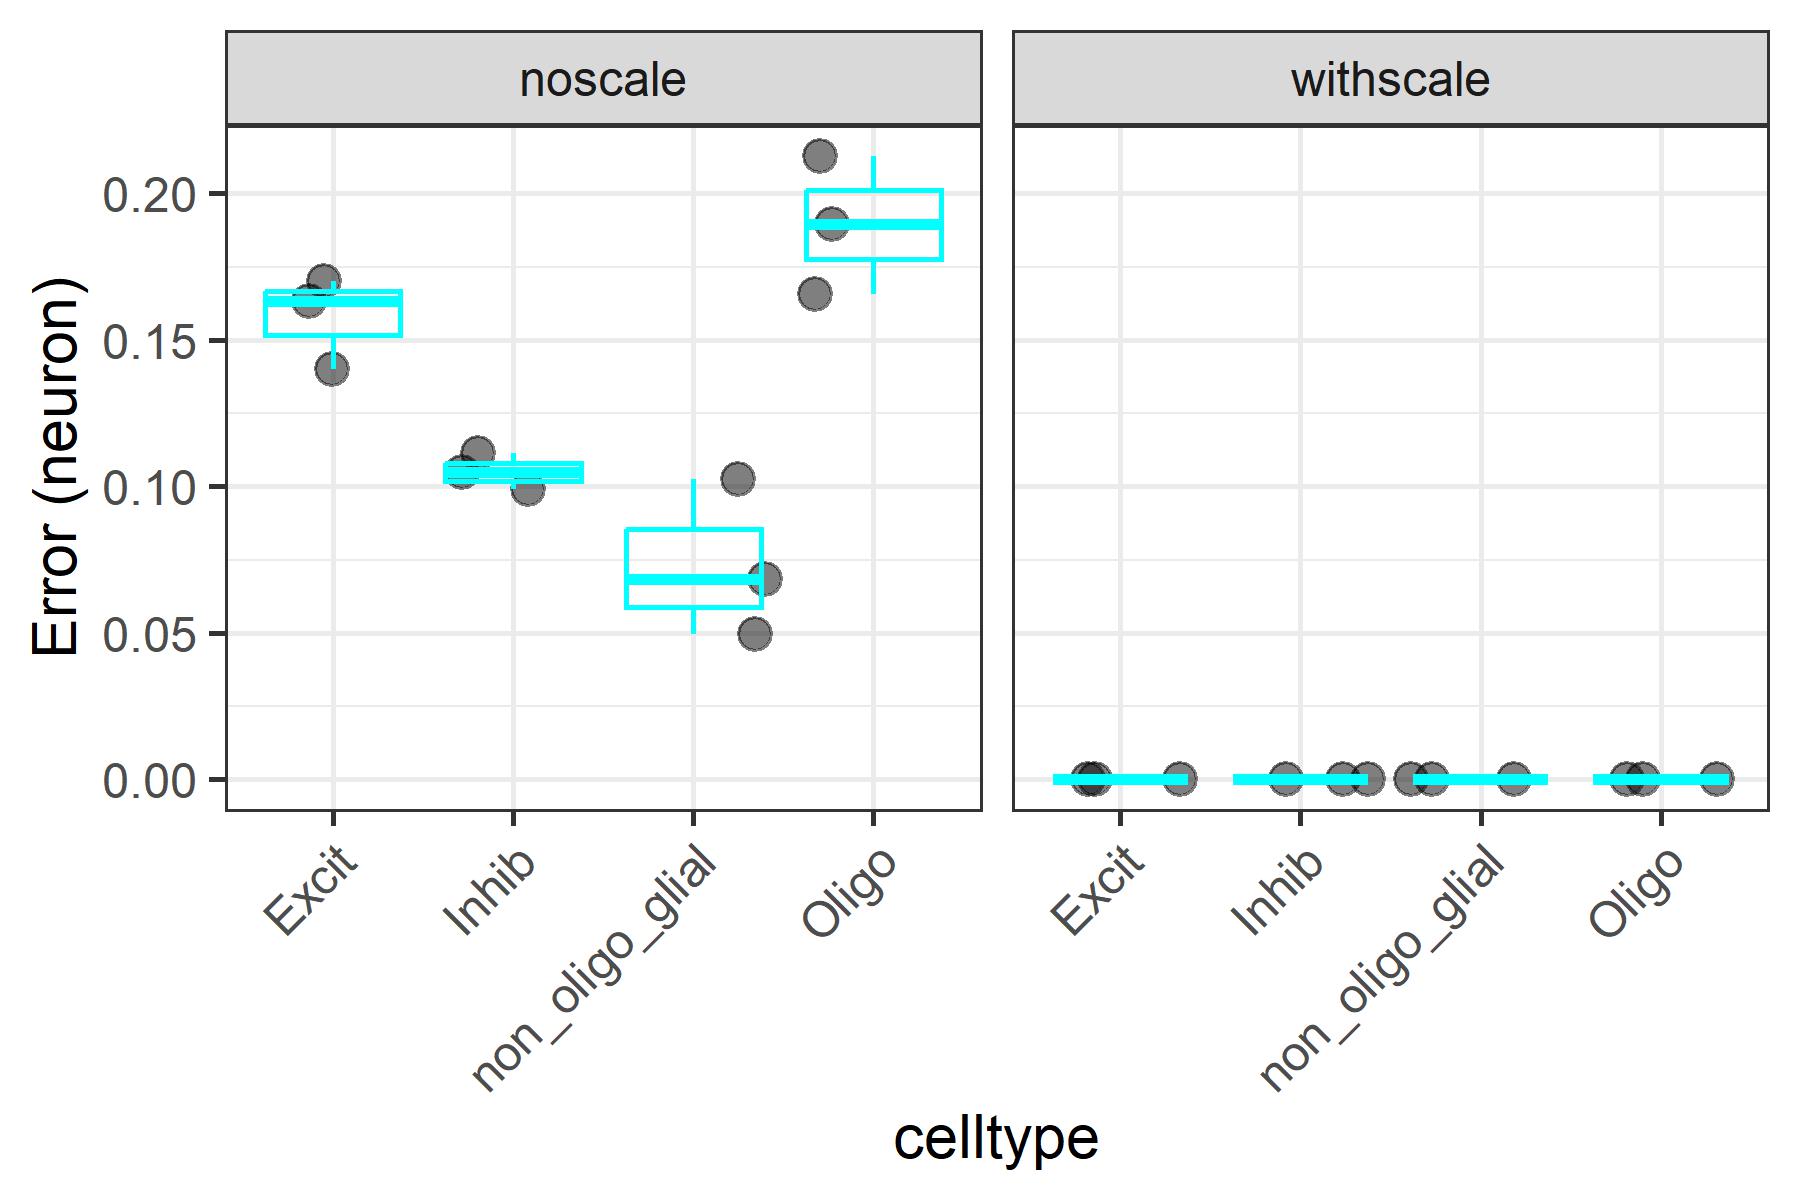 noscale
withscale
Error (neuron)
0.20
0.15
0.10
0.05
0.00
Excit
Inhib
non_oligo_glial
Oligo
Excit
Inhib
non_oligo_glial
Oligo
celltype